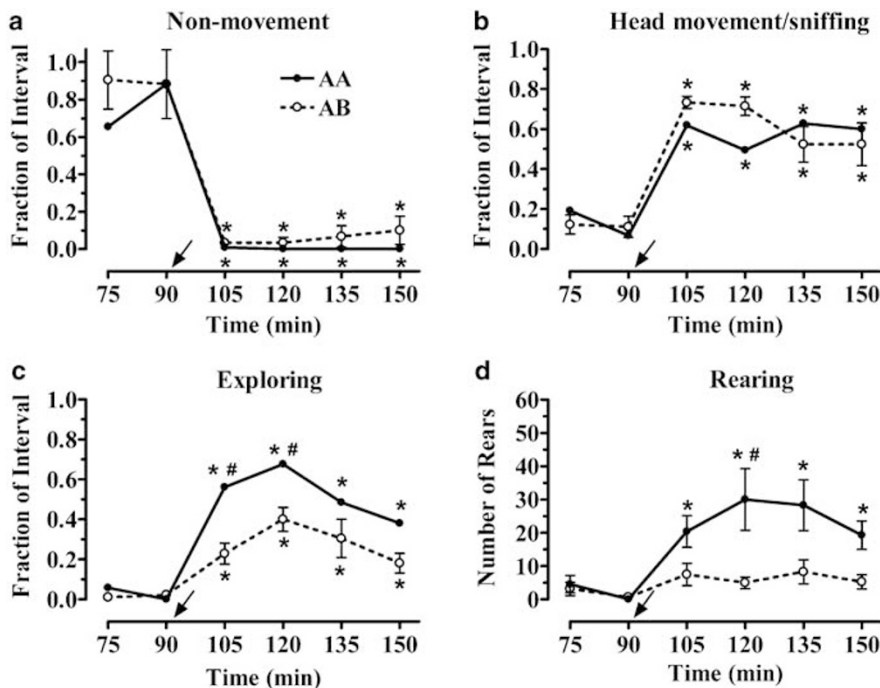 a Non-movement
Fraction of Interval
1.0
0.8
0.6
0.4
0.2
0.0
AA
AB
* * * *
* * * *
75 90 105 120 135 150
Time (min)
b Head movement/sniffing
Fraction of Interval
1.0
0.8
0.6
0.4
0.2
0.0
* * * *
* * * *
75 90 105 120 135 150
Time (min)
c Exploring
Fraction of Interval
1.0
0.8
0.6
0.4
0.2
0.0
* # * # * *
* * * *
75 90 105 120 135 150
Time (min)
d Rearing
Number of Rears
60
50
40
30
20
10
0
* * # * *
75 90 105 120 135 150
Time (min)